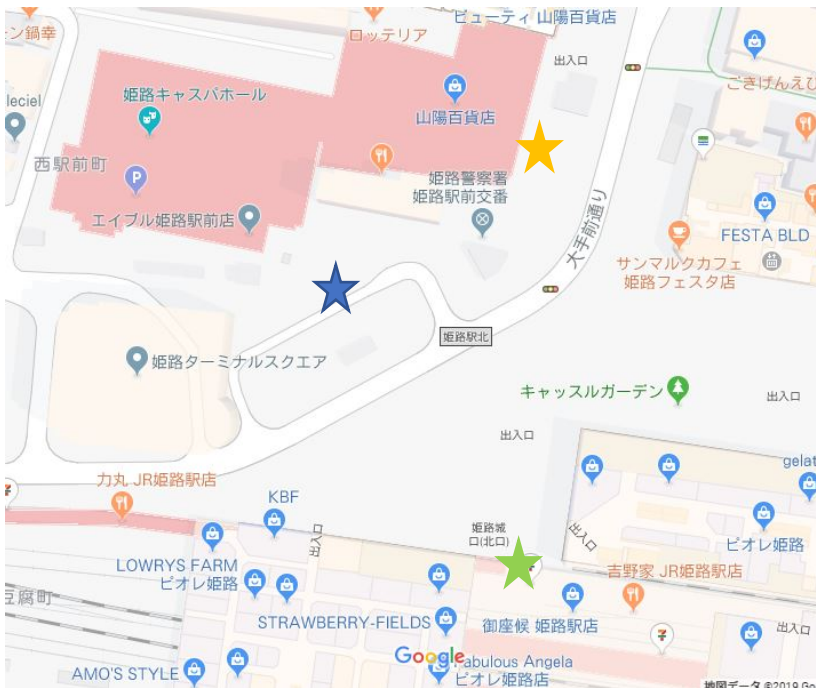 ン鍋幸
ロッテリア
ビューティ 山陽百貨店
出入口
ごきげんえび
leciel
姫路キャスパホール
山陽百貨店
西駅前町
姫路警察署
姫路駅前交番
大手前通り
エイブル姫路駅前店
FESTA BLD
サンマルクカフェ
姫路フェスタ店
姫路駅北
姫路ターミナルスクエア
キャッスルガーデン
出入口
出入口
gelat
力丸 JR姫路駅店
KBF
姫路城
口(北口)
出入口
出入口
ピオレ姫路
LOWRYS FARM
ピオレ姫路
吉野家 JR姫路駅店
豆腐町
STRAWBERRY-FIELDS
御座候 姫路駅店
出入口
Google
Fabulous Angela
ピオレ姫路店
AMO'S STYLE
地図データ ©2019 Go